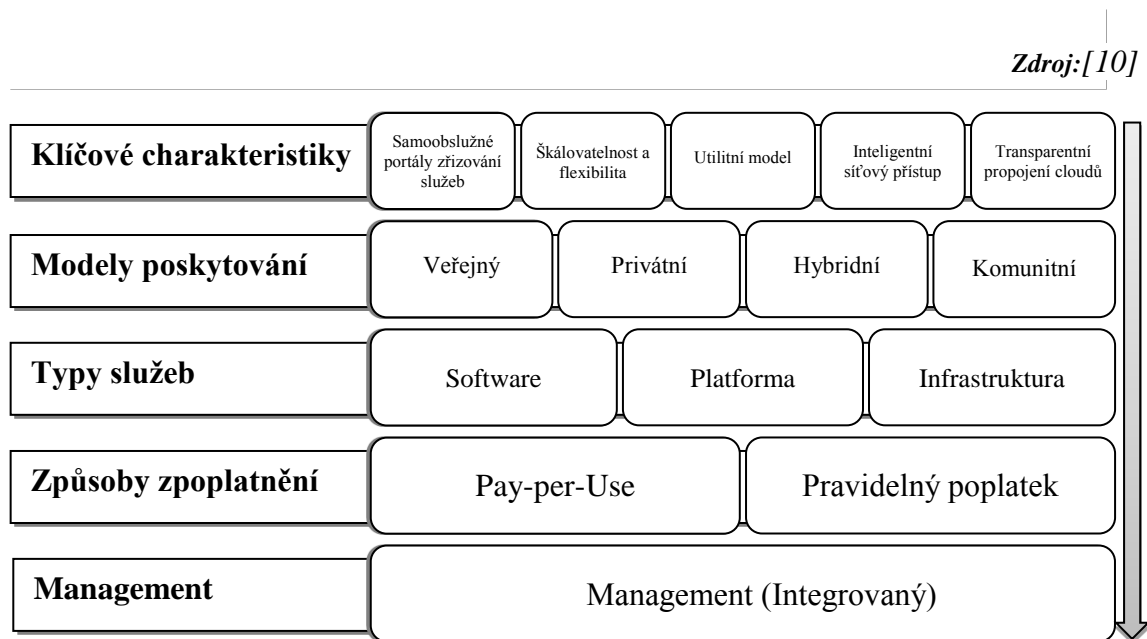 Zdroj:[10]
Klíčové charakteristiky
Samoobslužné
portály zřizování
služeb
Škálovatelnost a
flexibilita
Utilitní model
Inteligentní
síťový přístup
Transparentní
propojení cloudů
Modely poskytování
Veřejný
Privátní
Hybridní
Komunitní
Typy služeb
Software
Platforma
Infrastruktura
Způsoby zpoplatnění
Pay-per-Use
Pravidelný poplatek
Management
Management (Integrovaný)